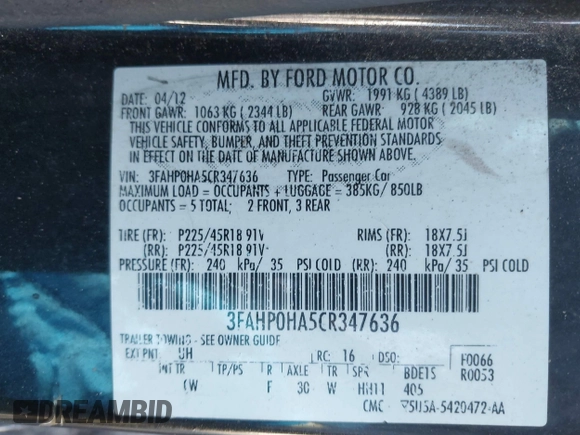 MFD. BY FORD MOTOR CO.
DATE: 04/12 GVWR: 1991 KG ( 4389 LB)
FRONT GAWR: 1063 KG ( 2344 LB) REAR GAWR: 928 KG ( 2045 LB)
THIS VEHICLE CONFORMS TO ALL APPLICABLE FEDERAL MOTOR
VEHICLE SAFETY, BUMPER, AND THEFT PREVENTION STANDARDS
IN EFFECT ON THE DATE OF MANUFACTURE SHOWN ABOVE.
VIN: 3FAHP0HA5CR347636 TYPE: Passenger Car
MAXIMUM LOAD = OCCUPANTS + LUGGAGE = 385KG/ 850LB
OCCUPANTS = 5 TOTAL; 2 FRONT, 3 REAR
TIRE (FR): P225/45R18 91V RIMS (FR): 18X7.5J
(RR): P225/45R18 91V (RR): 18X7.5J
PRESSURE (FR): 240 kPa/ 35 PSI COLD (RR): 240 kPa/ 35 PSI COLD
3FAHP0HA5CR347636
TRAILER TOWING - SEE OWNER GUIDE
EXT PNT: UH RC: 16 DSO: F0066
R0053
INT TR TP/PS R AXLE TR SPR BDE15
CW F 30 W HH11 405
CMC 5U5A-5420472-AA
EPICVIN RAW DATABASE